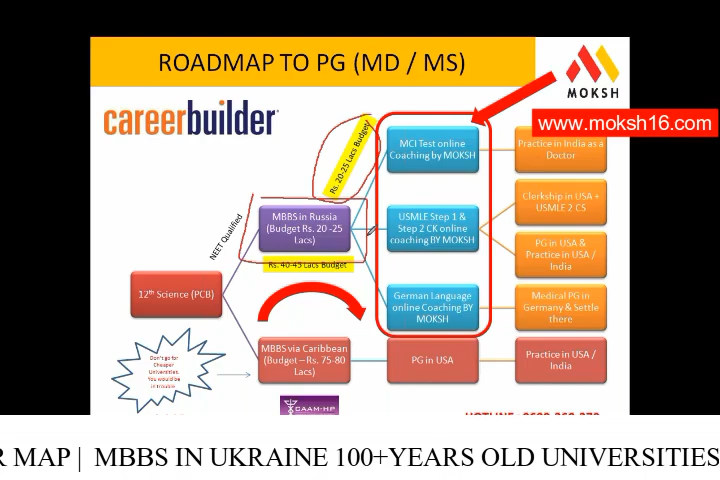 ROADMAP TO PG (MD / MS)
MOKSH
www.moksh16.com
careerbuilder
Rs. 20-25 Lacs Budget/
MCI Test online
Coaching by MOKSH
Practice in India as a
Doctor
NEET Qualified
MBBS in Russia
(Budget Rs. 20 -25
Lacs)
USMLE Step 1 &
Step 2 CK online
coaching BY MOKSH
Clerkship in USA +
USMLE 2 CS
PG in USA &
Practice in USA /
India
Rs. 40-45 Lacs Budget
12th Science (PCB)
German Language
online Coaching BY
MOKSH
Medical PG in
Germany & Settle
there
Don't go for
Cheaper
Universities.
You would be
in trouble
MBBS via Caribbean
(Budget – Rs. 75-80
Lacs)
PG in USA
Practice in USA /
India
CAAM-HP
R MAP | MBBS IN UKRAINE 100+YEARS OLD UNIVERSITIES